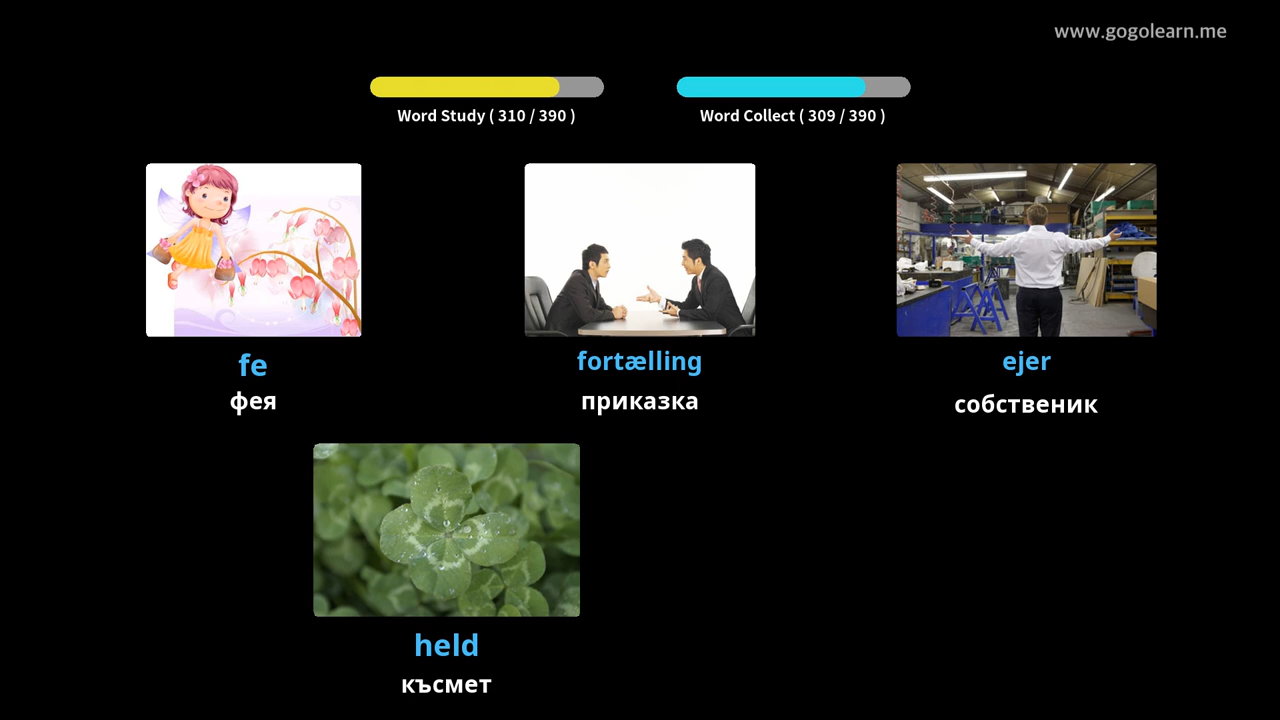 www.gogolearn.me
Word Study ( 310 / 390 )
Word Collect ( 309 / 390 )
fe
фея
fortælling
приказка
ejer
собственик
held
късмет